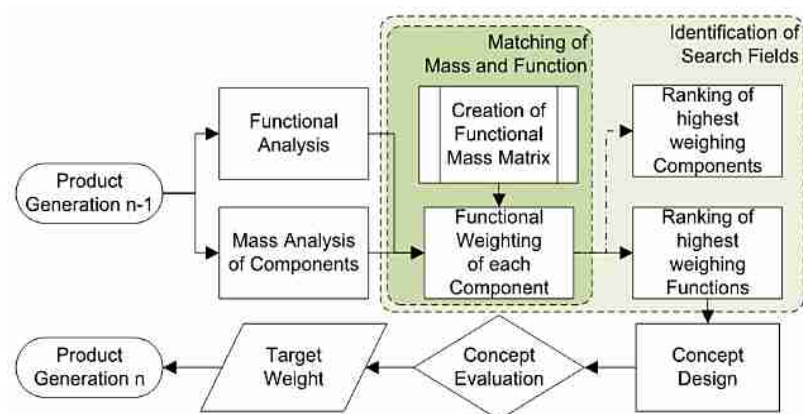 Matching of
Mass and Function
Identification of
Search Fields
Product
Generation n-1
Functional
Analysis
Mass Analysis
of Components
Creation of
Functional
Mass Matrix
Functional
Weighting
of each
Component
Ranking of
highest
weighing
Components
Ranking of
highest
weighing
Functions
Product
Generation n
Target
Weight
Concept
Evaluation
Concept
Design